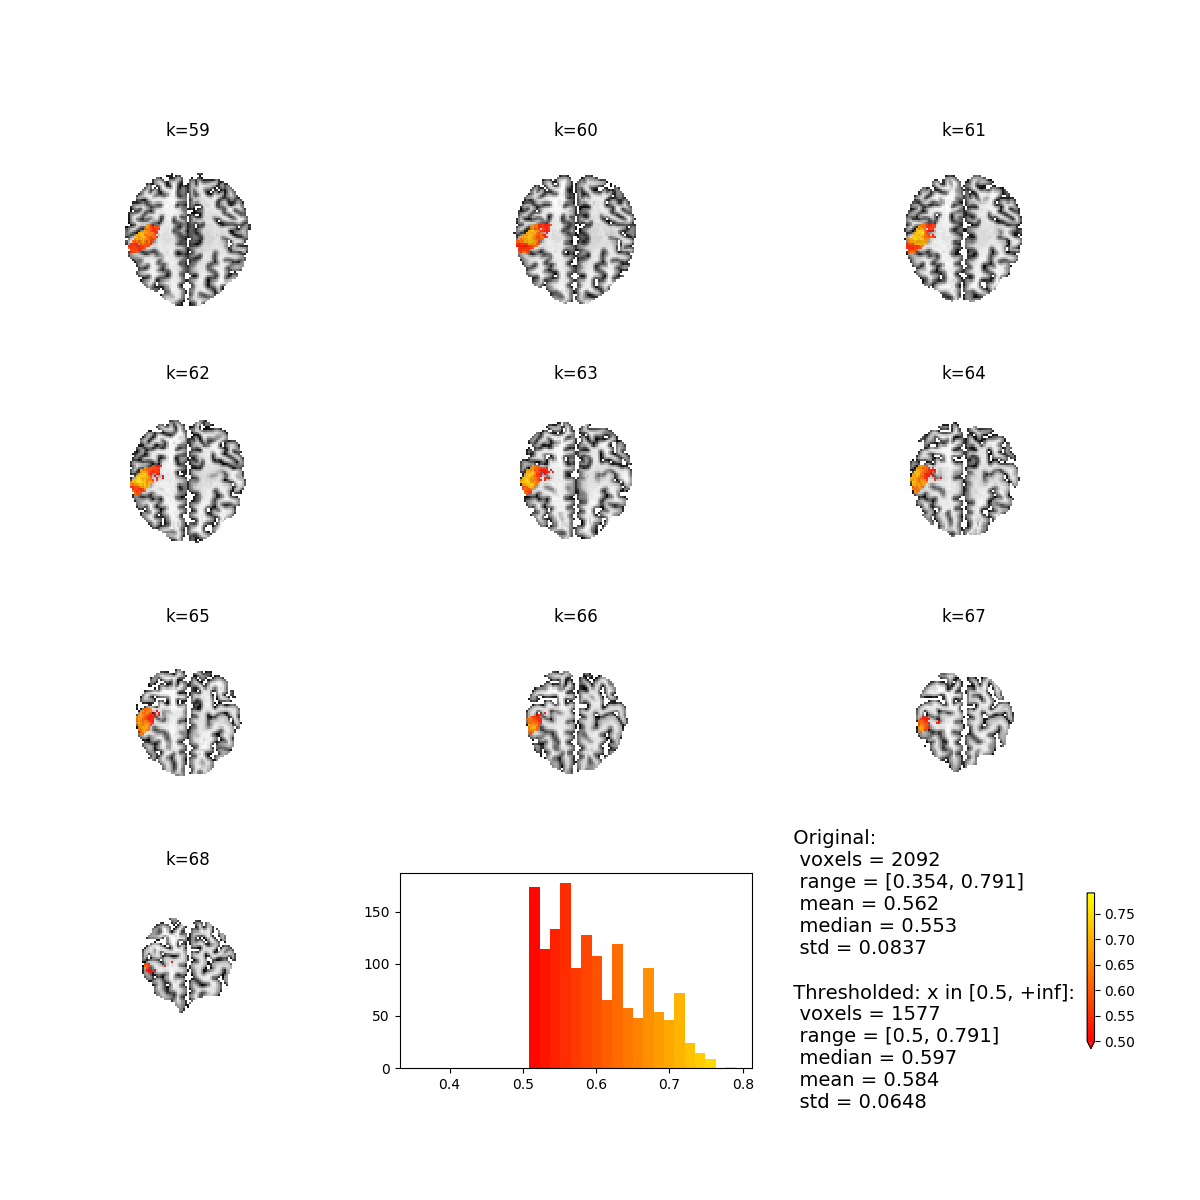 k=59
k=60
k=61
k=62
k=63
k=64
k=65
k=66
k=67
k=68
150
100
50
0
0.4 0.5 0.6 0.7 0.8
Original:
voxels = 2092
range = [0.354, 0.791]
mean = 0.562
median = 0.553
std = 0.0837
Thresholded: x in [0.5, +inf]:
voxels = 1577
range = [0.5, 0.791]
median = 0.597
mean = 0.584
std = 0.0648
0.75
0.70
0.65
0.60
0.55
0.50